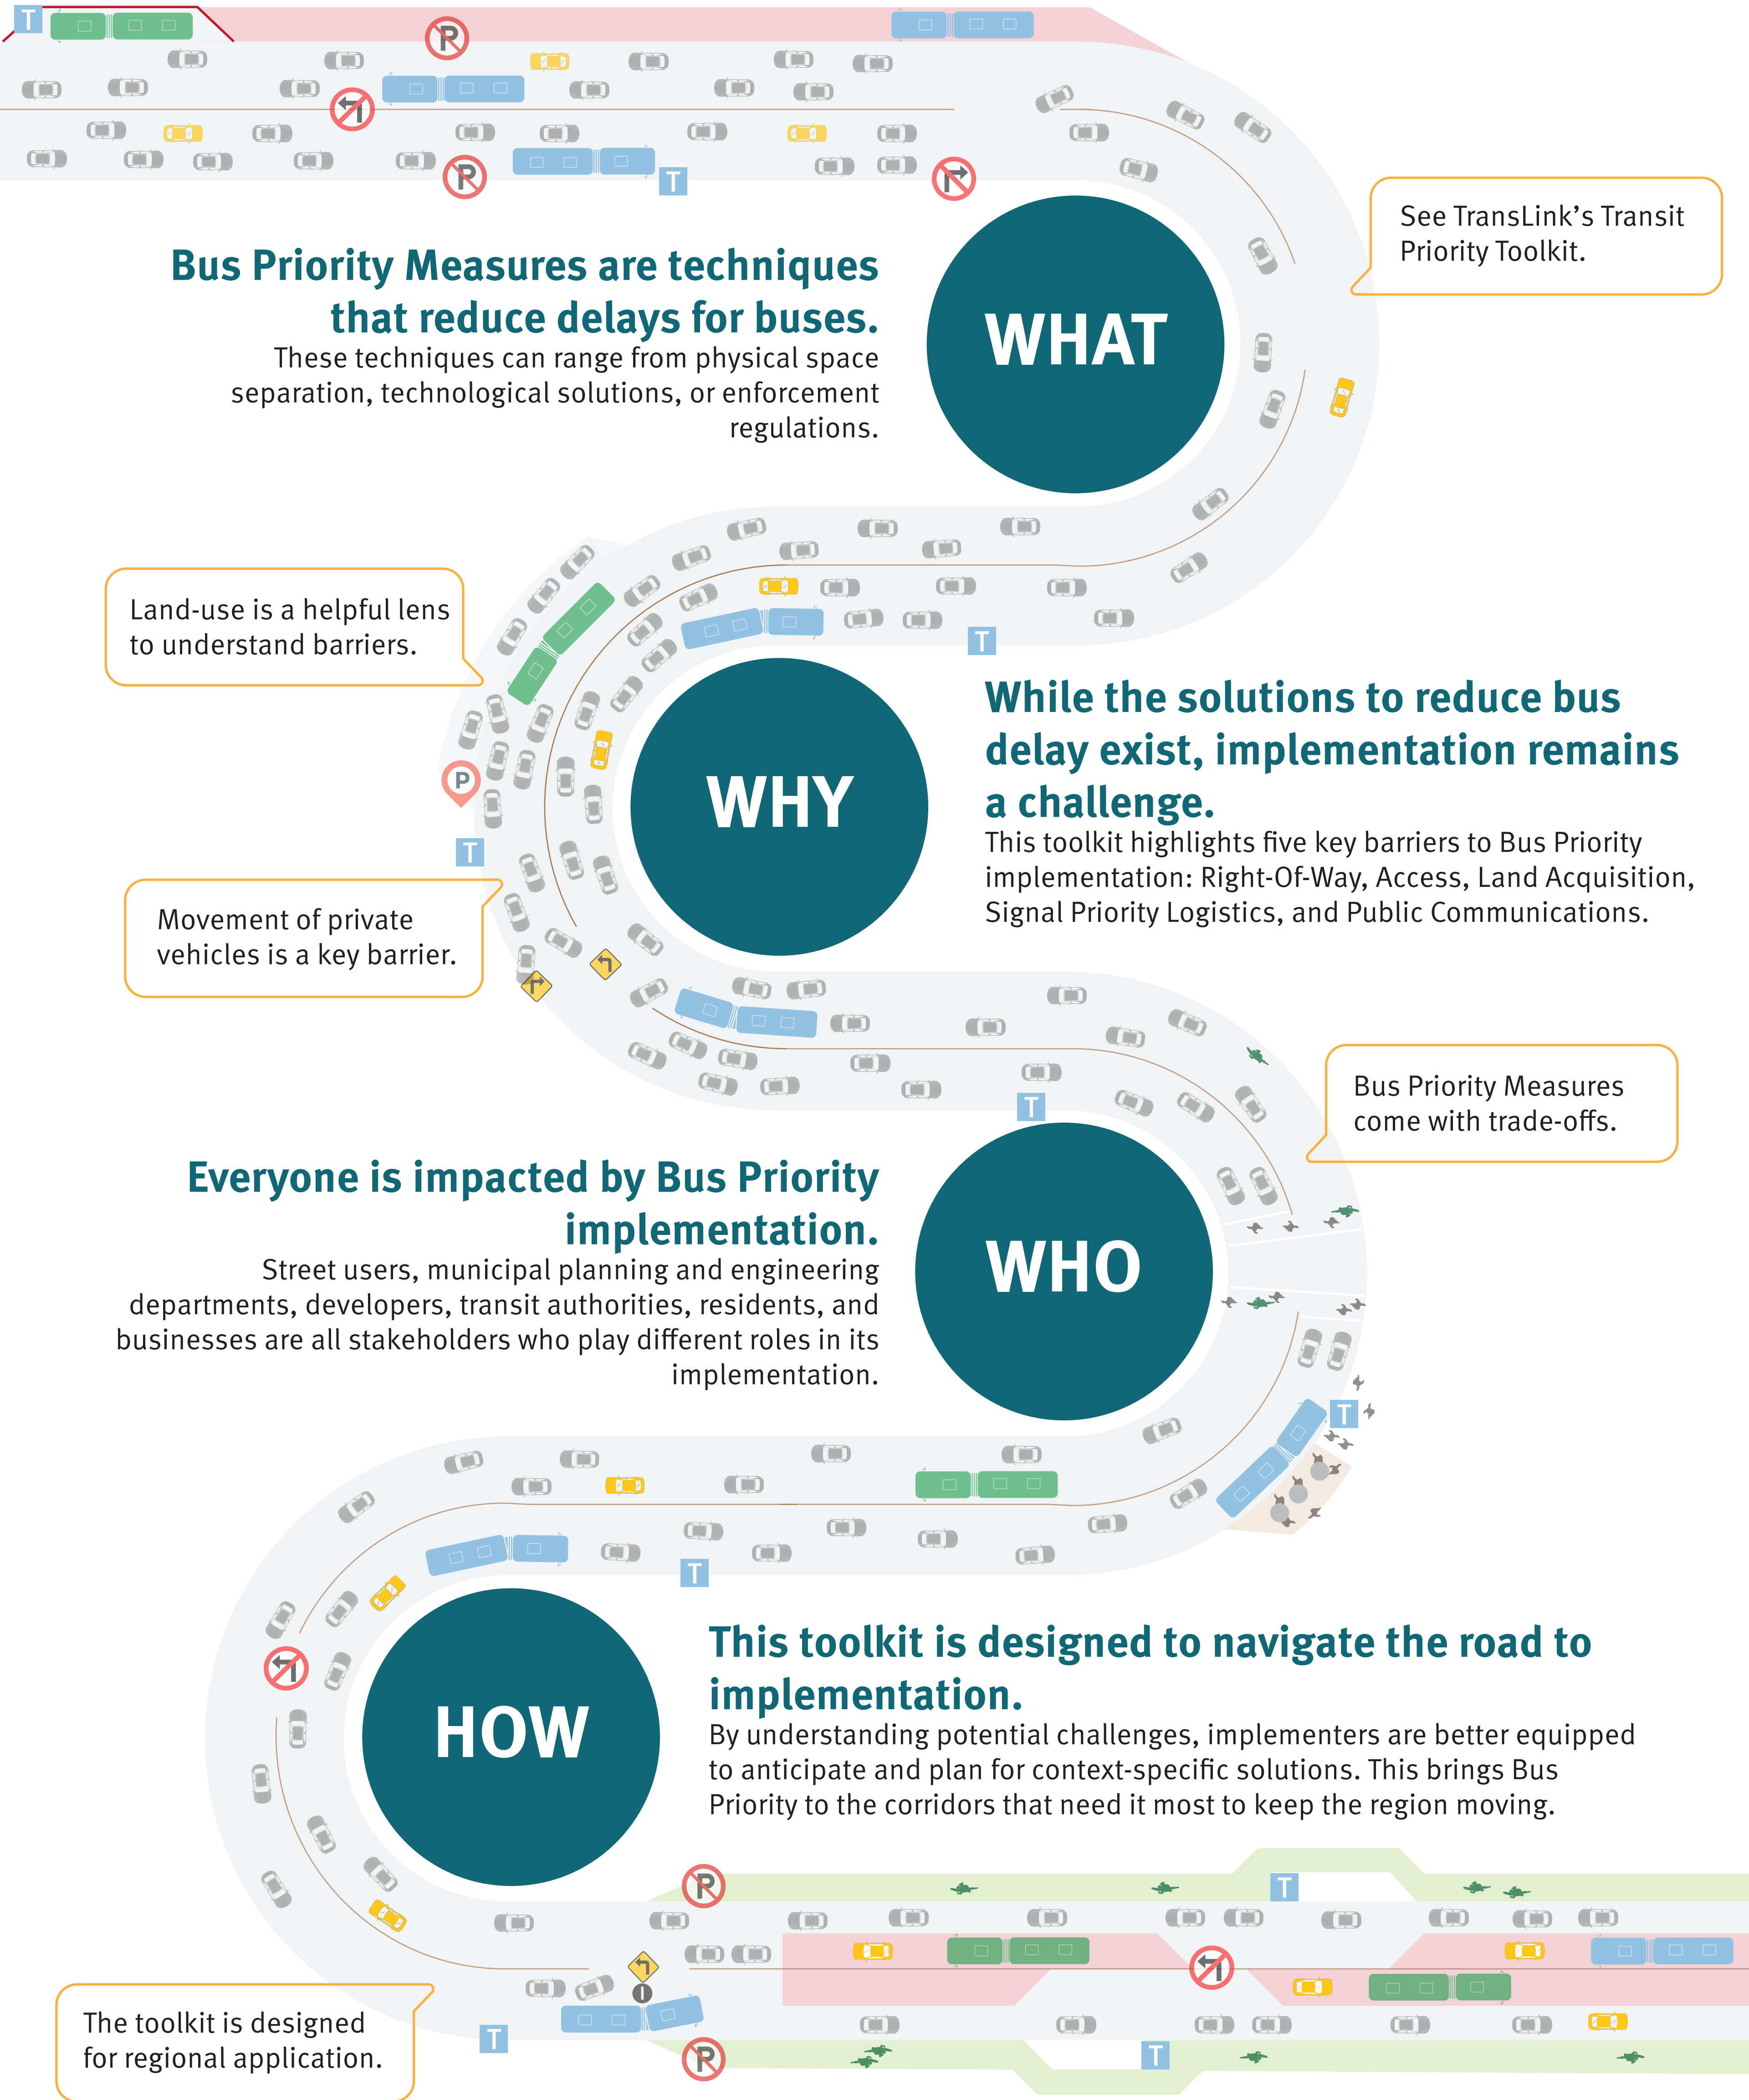 T
P
P
T
See TransLink’s Transit
Priority Toolkit.
Bus Priority Measures are techniques
that reduce delays for buses.
These techniques can range from physical space
separation, technological solutions, or enforcement
regulations.
WHAT
Land-use is a helpful lens
to understand barriers.
T
While the solutions to reduce bus
delay exist, implementation remains
a challenge.
This toolkit highlights five key barriers to Bus Priority
implementation: Right-Of-Way, Access, Land Acquisition,
Signal Priority Logistics, and Public Communications.
WHY
P
T
Movement of private
vehicles is a key barrier.
T
Bus Priority Measures
come with trade-offs.
Everyone is impacted by Bus Priority
implementation.
Street users, municipal planning and engineering
departments, developers, transit authorities, residents, and
businesses are all stakeholders who play different roles in its
implementation.
WHO
T
T
This toolkit is designed to navigate the road to
implementation.
By understanding potential challenges, implementers are better equipped
to anticipate and plan for context-specific solutions. This brings Bus
Priority to the corridors that need it most to keep the region moving.
HOW
P
T
The toolkit is designed
for regional application.
T
P
T